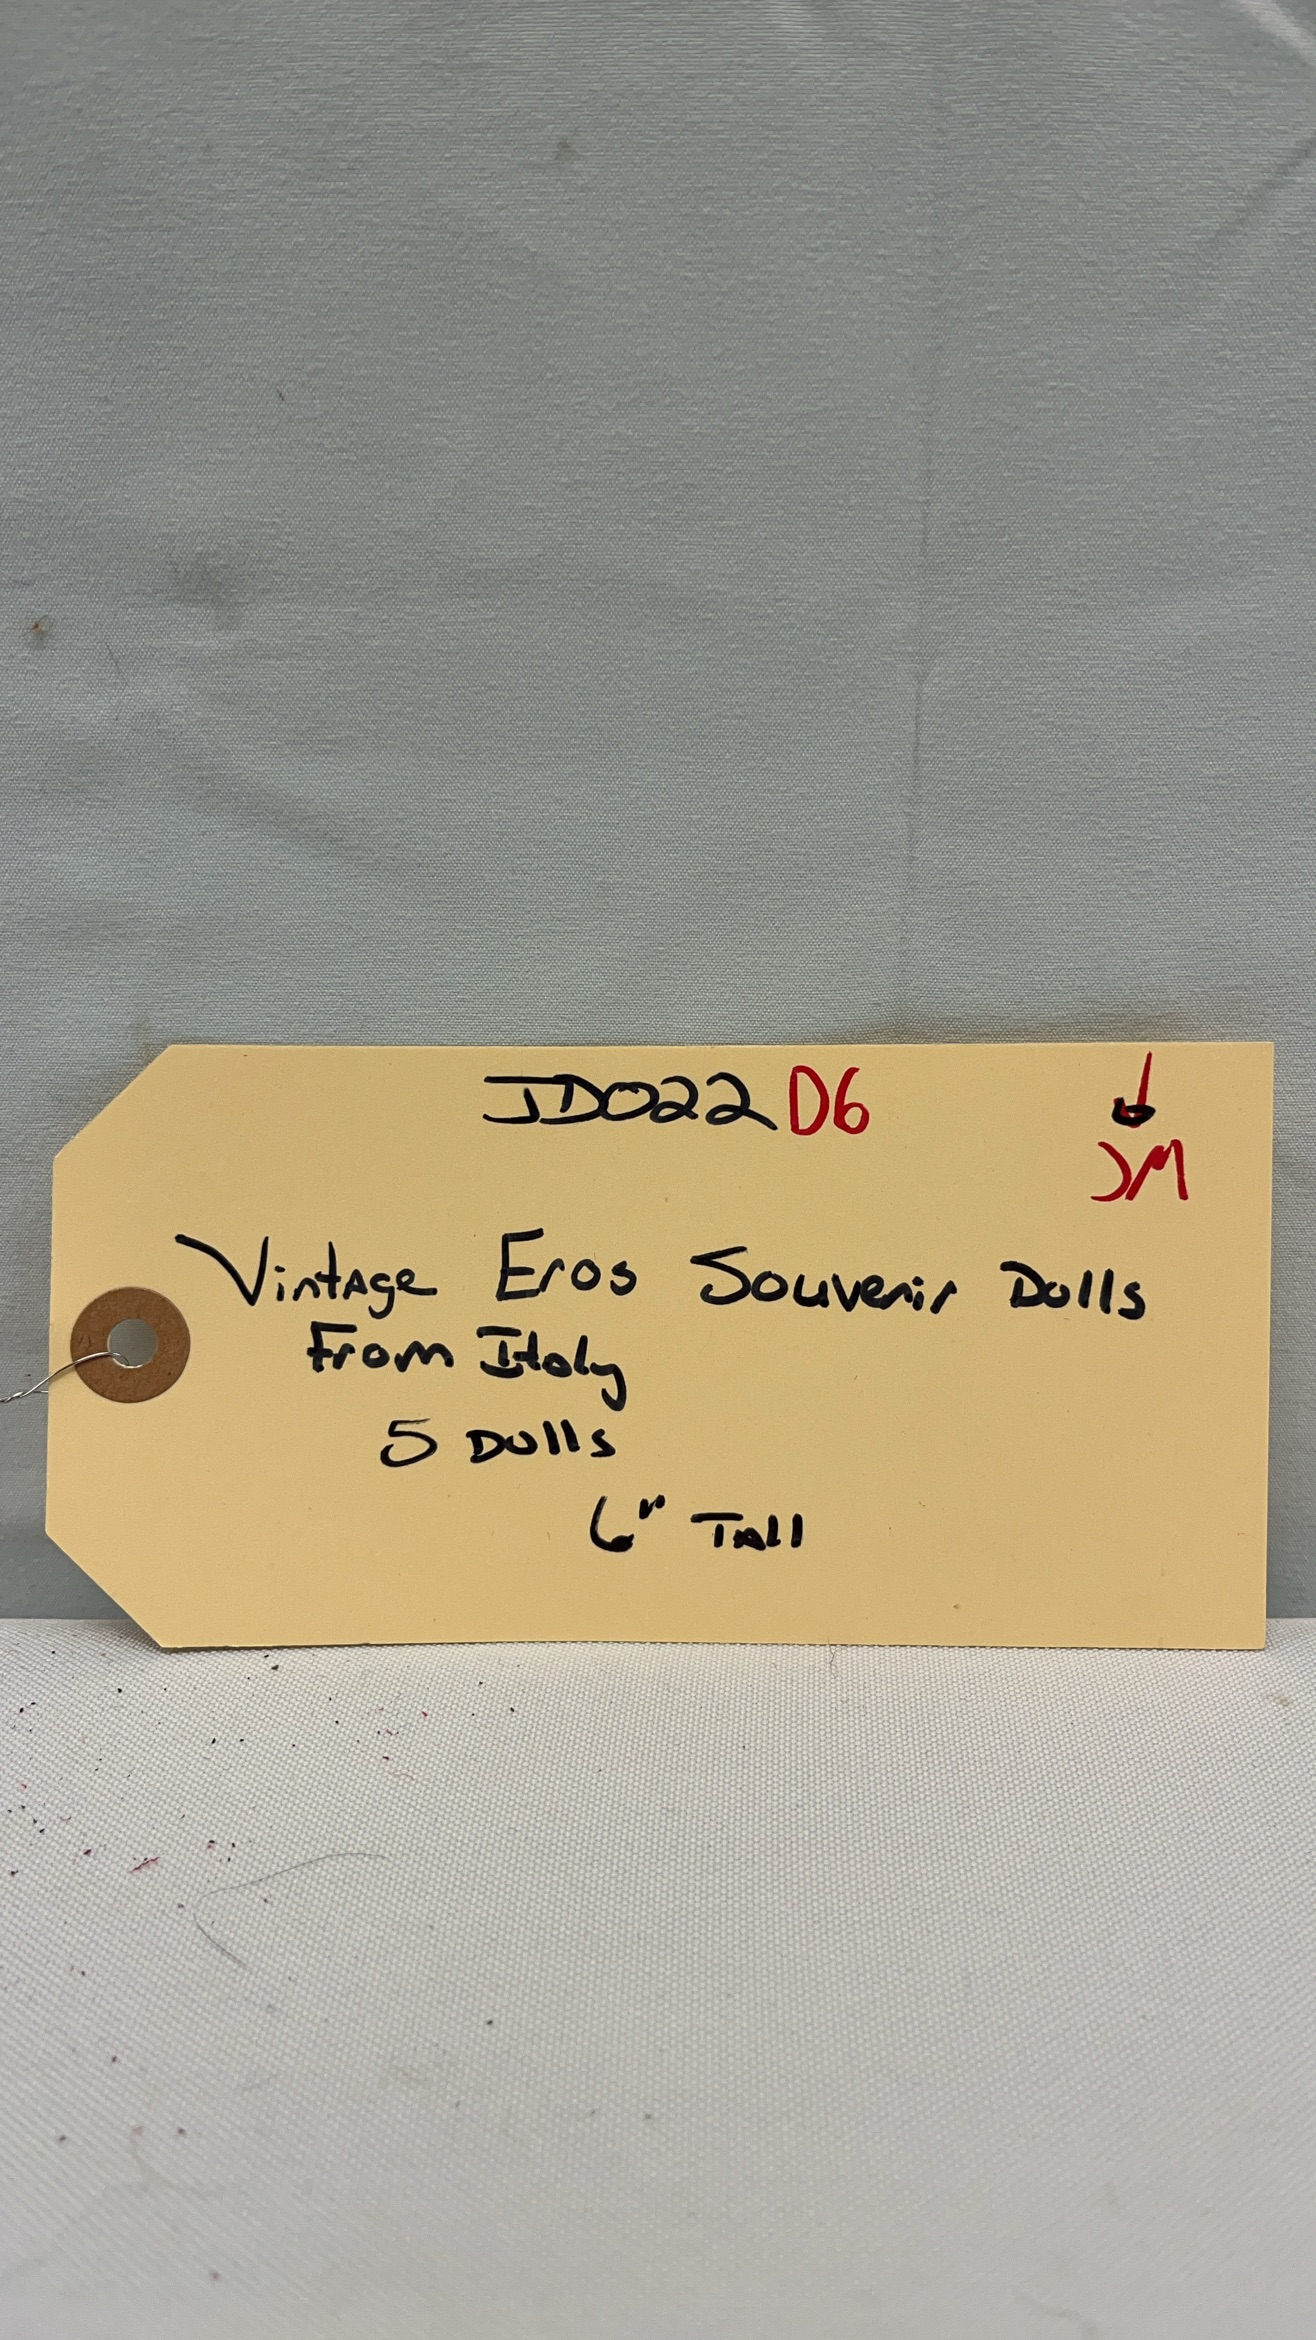 JD022 D6
JM
Vintage Eros Souvenir Dolls
From Italy
5 Dolls
6" Tall